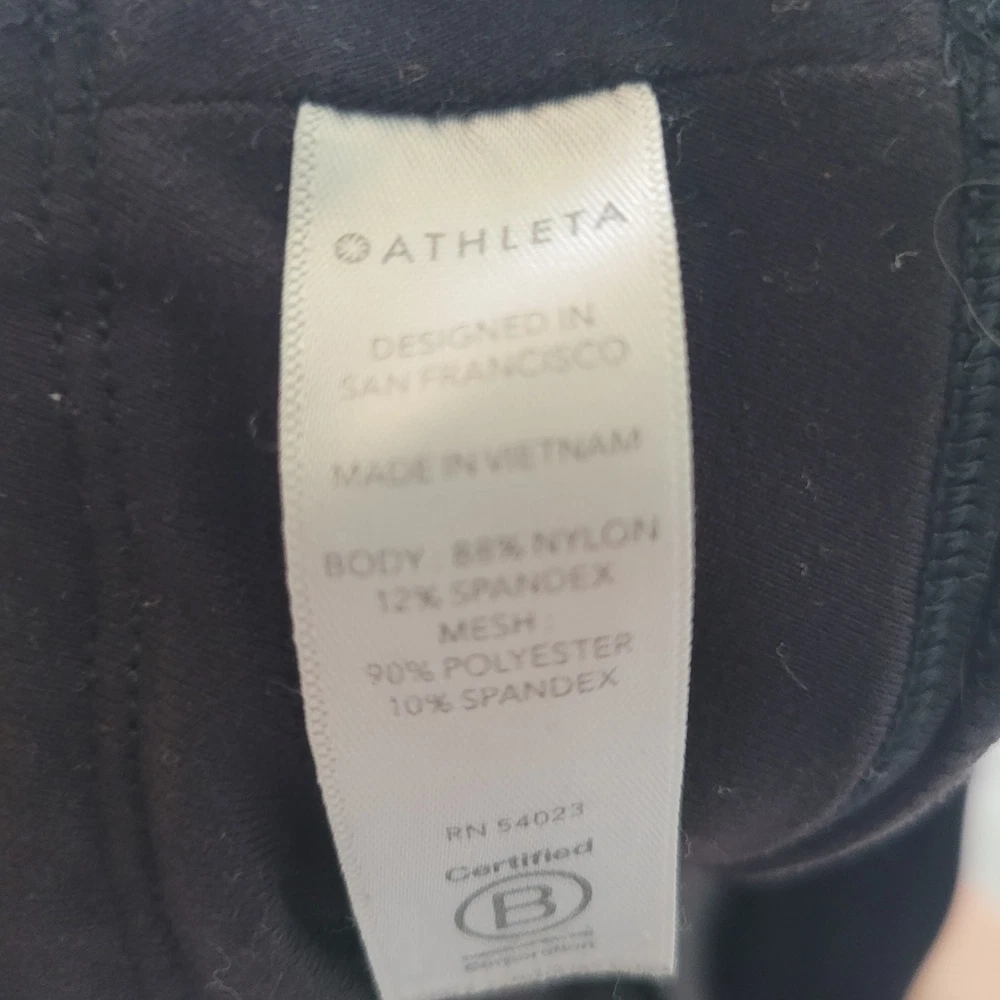 ATHLETA
DESIGNED IN
SAN FRANCISCO
MADE IN VIETNAM
BODY : 88% NYLON
12% SPANDEX
MESH :
90% POLYESTER
10% SPANDEX
RN 54023
Certified
B
Corporation